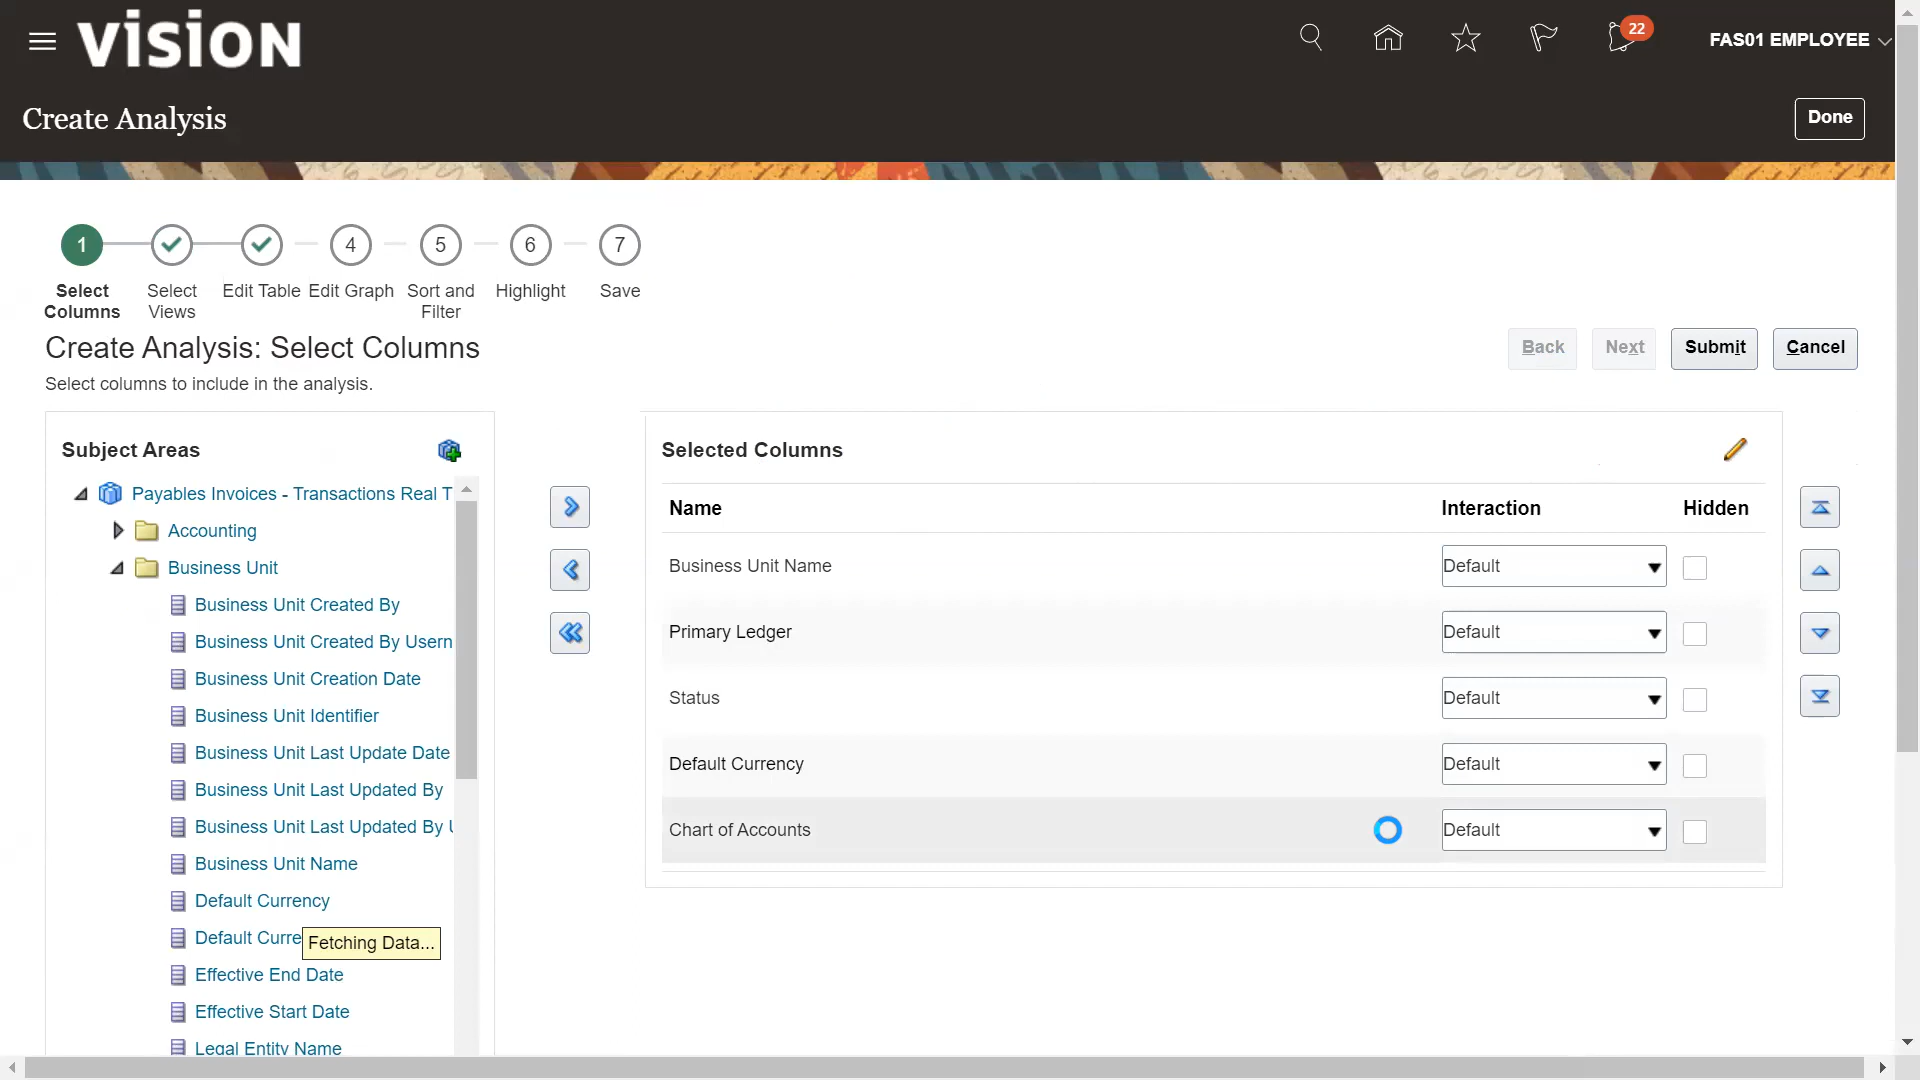 VISION
22
FAS01 EMPLOYEE
Create Analysis
Done
1
4
5
6
7
Select Columns
Select Views
Edit Table
Edit Graph
Sort and Filter
Highlight
Save
Create Analysis: Select Columns
Back
Next
Submit
Cancel
Select columns to include in the analysis.
Subject Areas
Payables Invoices - Transactions Real T
Accounting
Business Unit
Business Unit Created By
Business Unit Created By Usern
Business Unit Creation Date
Business Unit Identifier
Business Unit Last Update Date
Business Unit Last Updated By
Business Unit Last Updated By U
Business Unit Name
Default Currency
Default Curre
Fetching Data...
Effective End Date
Effective Start Date
Legal Entity Name
Selected Columns
Name Interaction Hidden
Business Unit Name Default
Primary Ledger Default
Status Default
Default Currency Default
Chart of Accounts Default